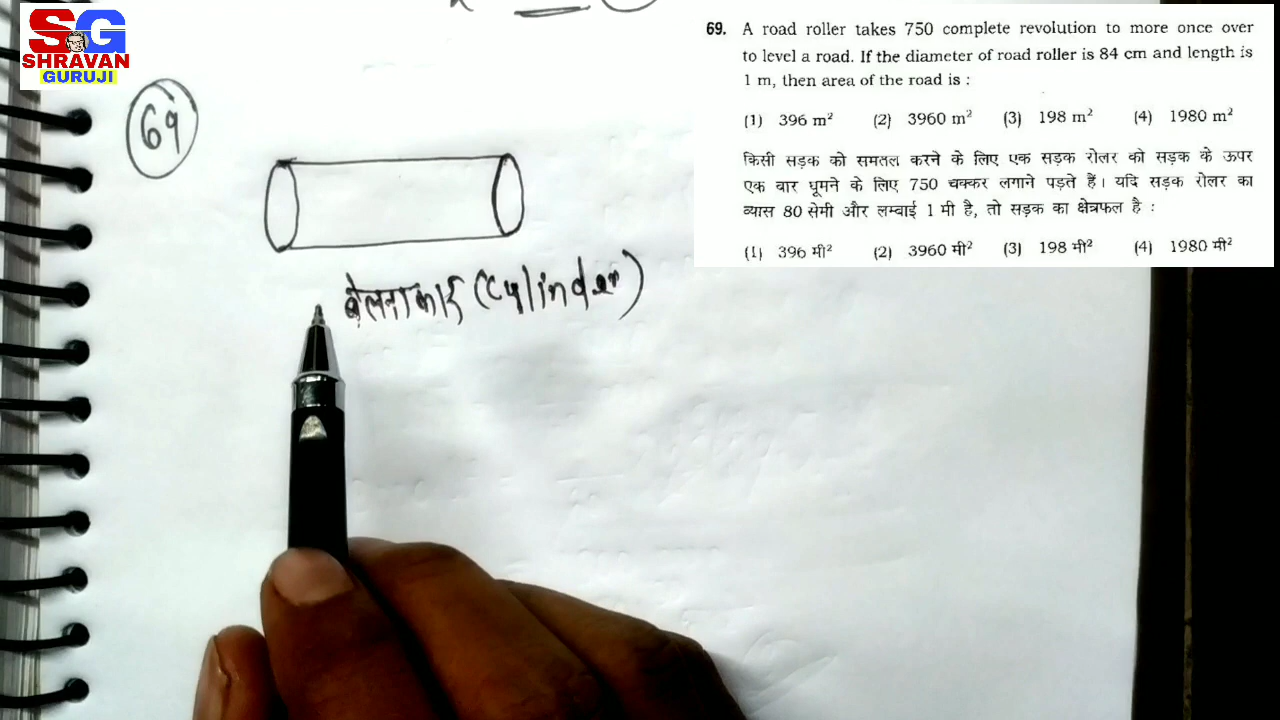 SG
SHRAVAN
GURUJI
69
बेलनाकार (Cylinder)
69. A road roller takes 750 complete revolution to more once over
to level a road. If the diameter of road roller is 84 cm and length is
1 m, then area of the road is :
(1) 396 m² (2) 3960 m² (3) 198 m² (4) 1980 m²
किसी सड़क को समतल करने के लिए एक सड़क रोलर को सड़क के ऊपर
एक बार घूमने के लिए 750 चक्कर लगाने पड़ते हैं। यदि सड़क रोलर का
व्यास 80 सेमी और लम्बाई 1 मी है, तो सड़क का क्षेत्रफल है :
(1) 396 मी² (2) 3960 मी² (3) 198 मी² (4) 1980 मी²